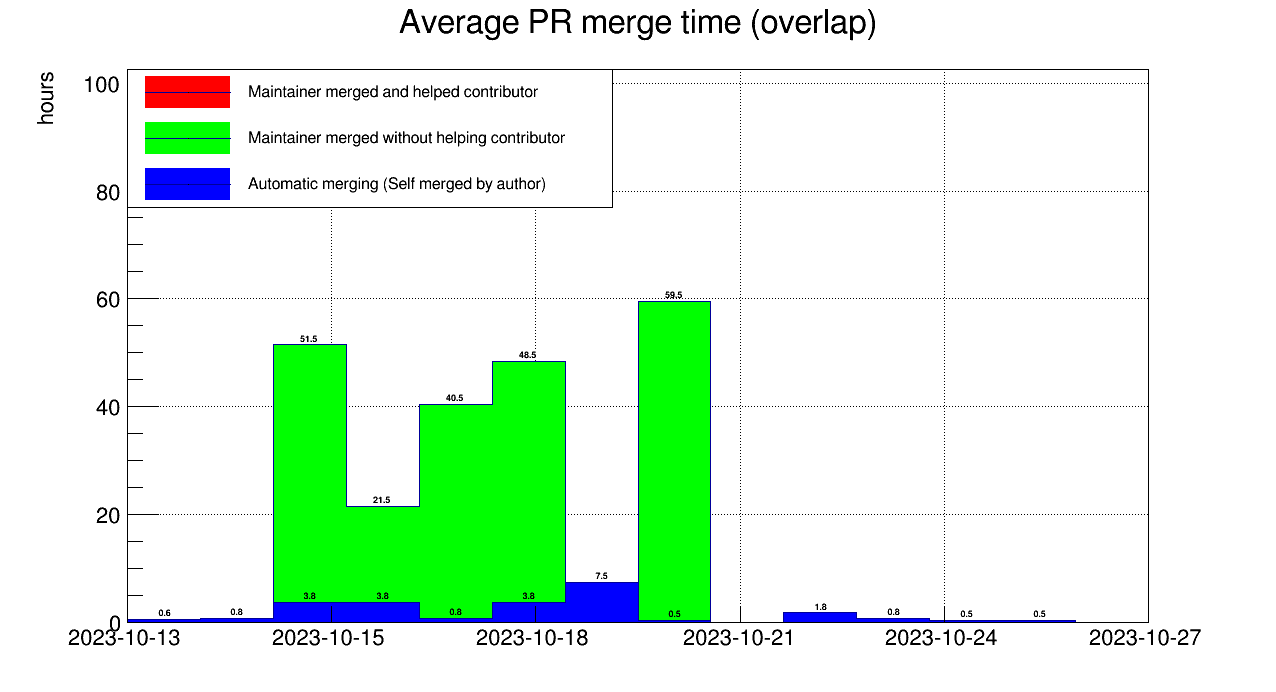 Average PR merge time (overlap)
hours
100
80
60
40
20
0
Maintainer merged and helped contributor
Maintainer merged without helping contributor
Automatic merging (Self merged by author)
59.5
51.5
48.5
40.5
21.5
7.5
0.6 0.8 3.8 3.8 0.8 3.8 0.5 1.8 0.8 0.5 0.5
2023-10-13 2023-10-15 2023-10-18 2023-10-21 2023-10-24 2023-10-27